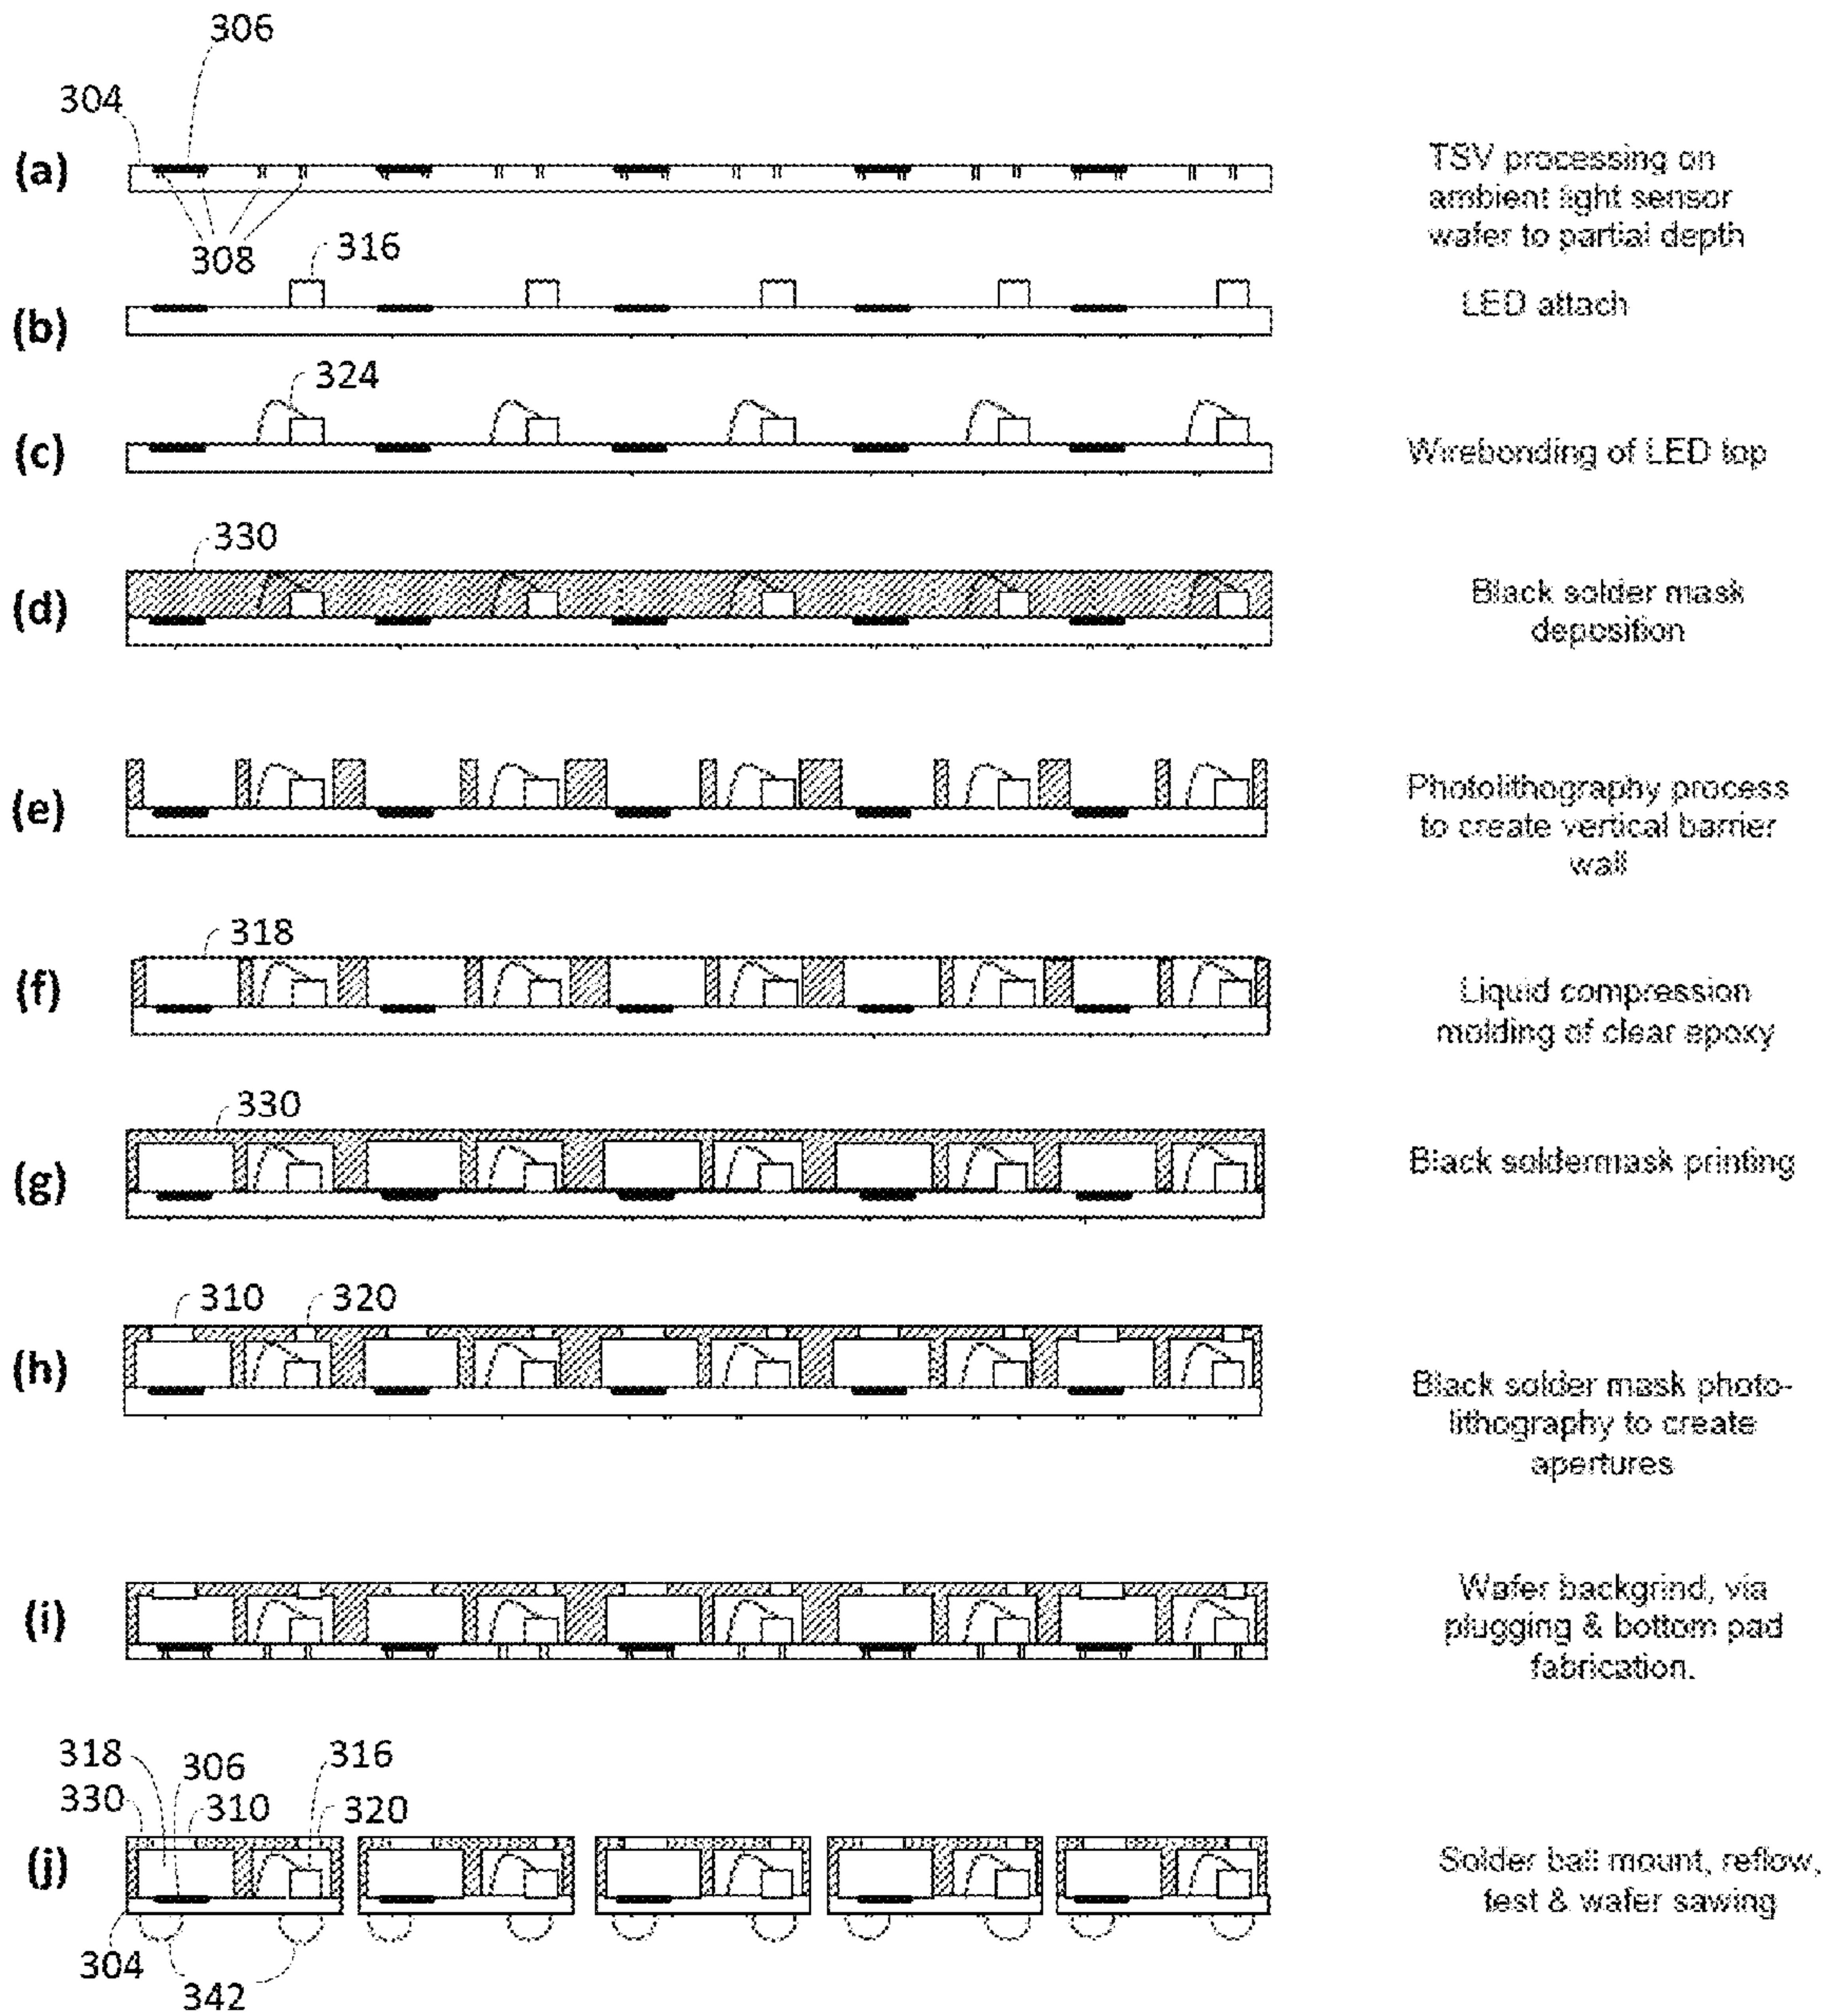 306
304
(a)
TSV processing on
ambient light sensor
wafer to partial depth
308
316
(b)
LED attach
324
(c)
Wirebonding of LED top
330
(d)
Black solder mask
deposition
(e)
Photolithography process
to create vertical barrier
wall
318
(f)
Liquid compression
molding of clear epoxy
330
(g)
Black soldermask printing
310
320
(h)
Black solder mask photo-
lithography to create
apertures
(i)
Wafer backgrind, via
plugging & bottom pad
fabrication.
318
306
316
330
310
320
(j)
Solder ball mount, reflow,
test & wafer sawing
304
342